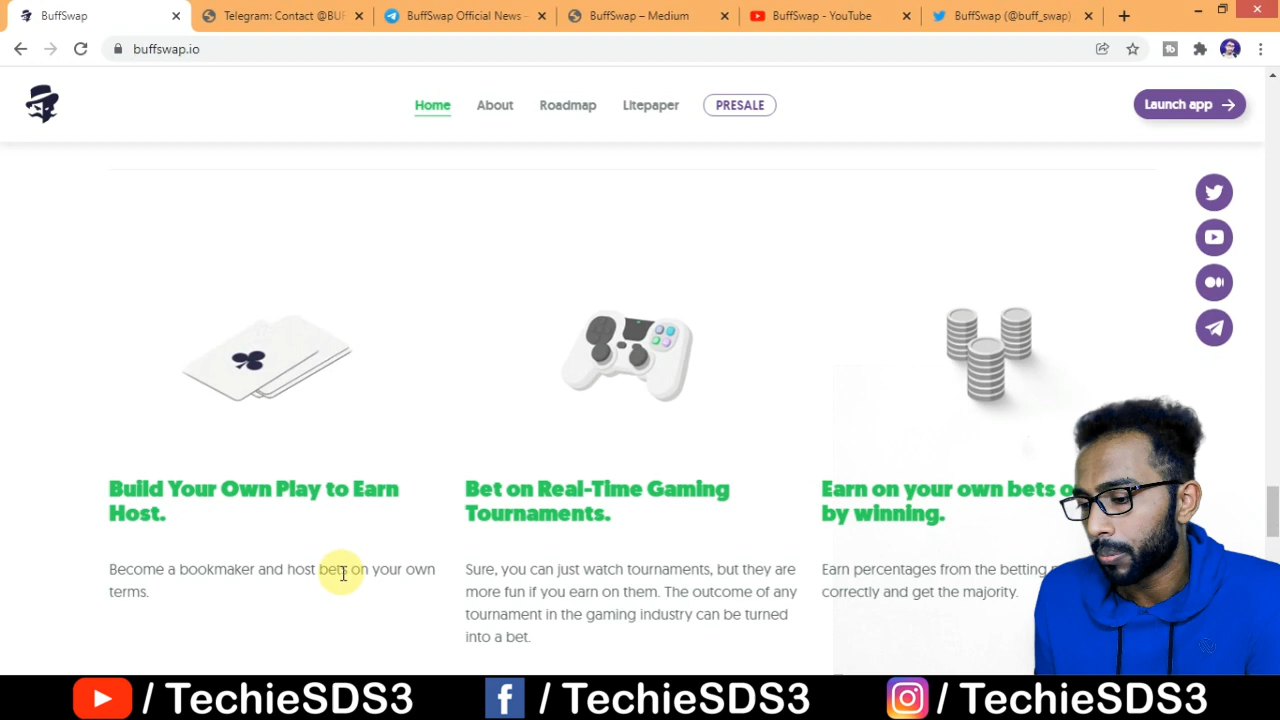 BuffSwap
Telegram: Contact @BUF
BuffSwap Official News –
BuffSwap – Medium
BuffSwap - YouTube
BuffSwap (@buff_swap)
buffswap.io
Home
About
Roadmap
Litepaper
PRESALE
Launch app
Build Your Own Play to Earn
Host.
Become a bookmaker and host bets on your own
terms.
Bet on Real-Time Gaming
Tournaments.
Sure, you can just watch tournaments, but they are
more fun if you earn on them. The outcome of any
tournament in the gaming industry can be turned
into a bet.
Earn on your own bets
by winning.
Earn percentages from the betting
correctly and get the majority.
/ TechieSDS3
/ TechieSDS3
/ TechieSDS3